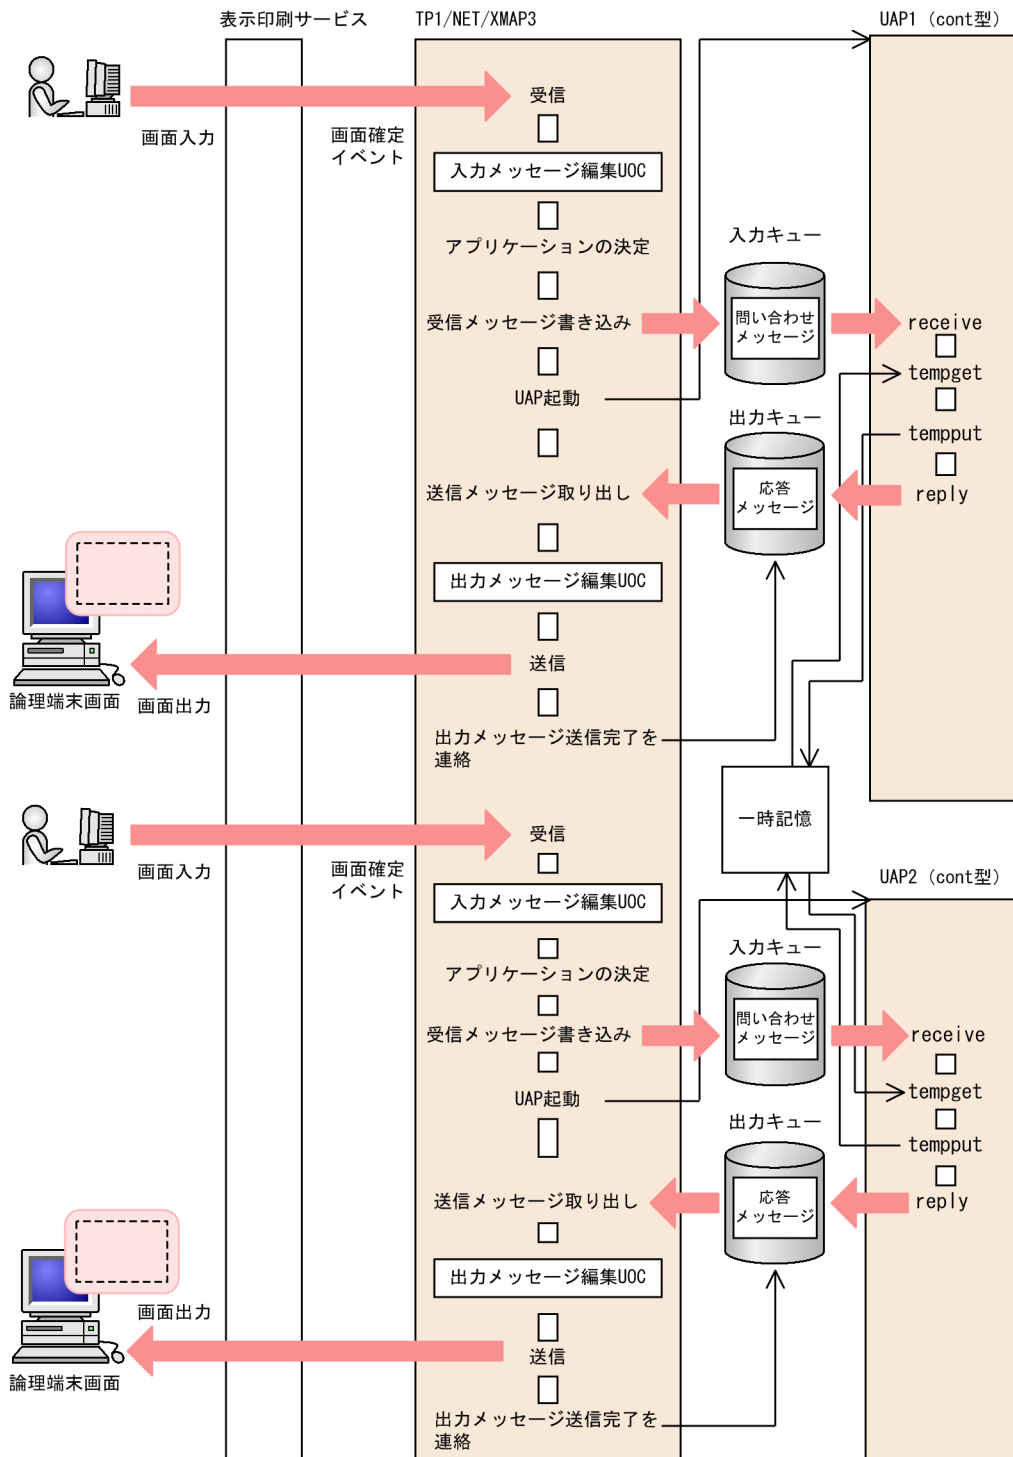 表示印刷サービス
TP1/NET/XMAP3
UAP1（cont型）
受信
画面入力
画面確定
イベント
入力メッセージ編集UOC
アプリケーションの決定
入力キュー
問い合わせ
メッセージ
受信メッセージ書き込み
receive
tempget
UAP起動
出力キュー
tempput
応答
メッセージ
送信メッセージ取り出し
reply
出力メッセージ編集UOC
送信
論理端末画面
画面出力
出力メッセージ送信完了を
連絡
一時記憶
受信
画面入力
画面確定
イベント
UAP2（cont型）
入力メッセージ編集UOC
入力キュー
アプリケーションの決定
問い合わせ
メッセージ
受信メッセージ書き込み
receive
tempget
UAP起動
出力キュー
tempput
応答
メッセージ
送信メッセージ取り出し
reply
出力メッセージ編集UOC
画面出力
送信
論理端末画面
出力メッセージ送信完了を
連絡